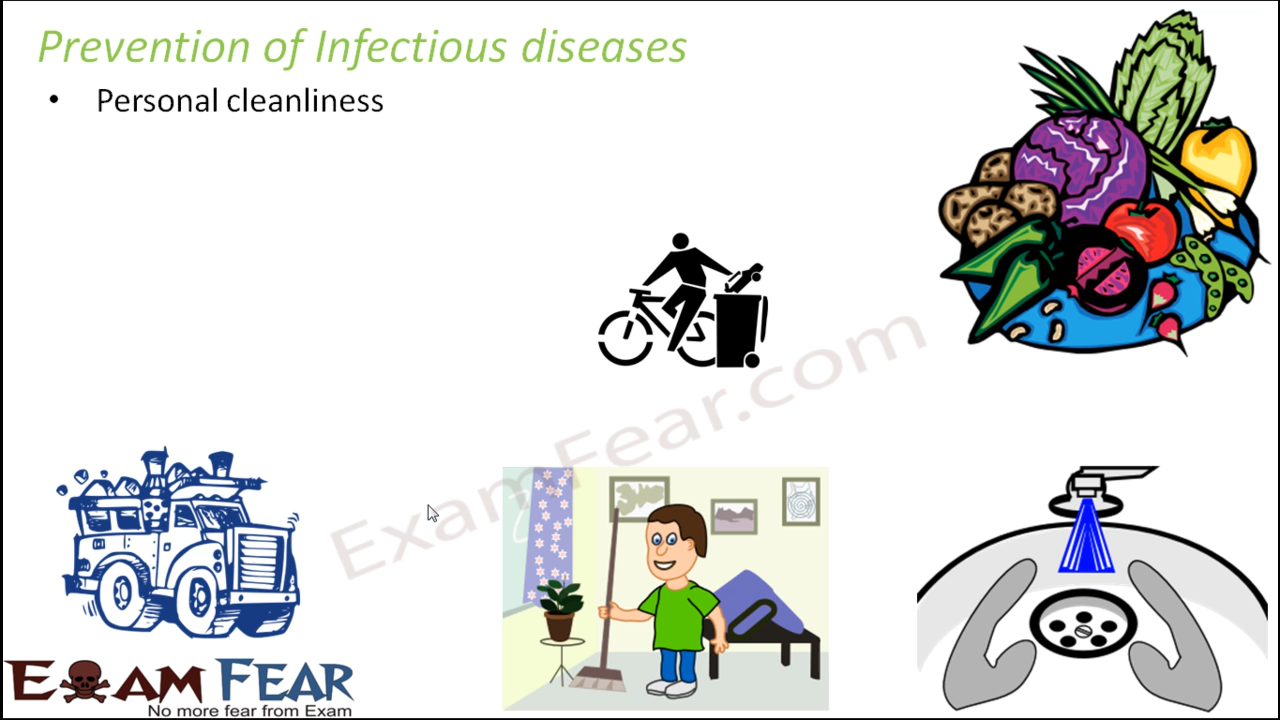 Prevention of Infectious diseases
• Personal cleanliness
ExamFear.com
EXAM FEAR
No more fear from Exam